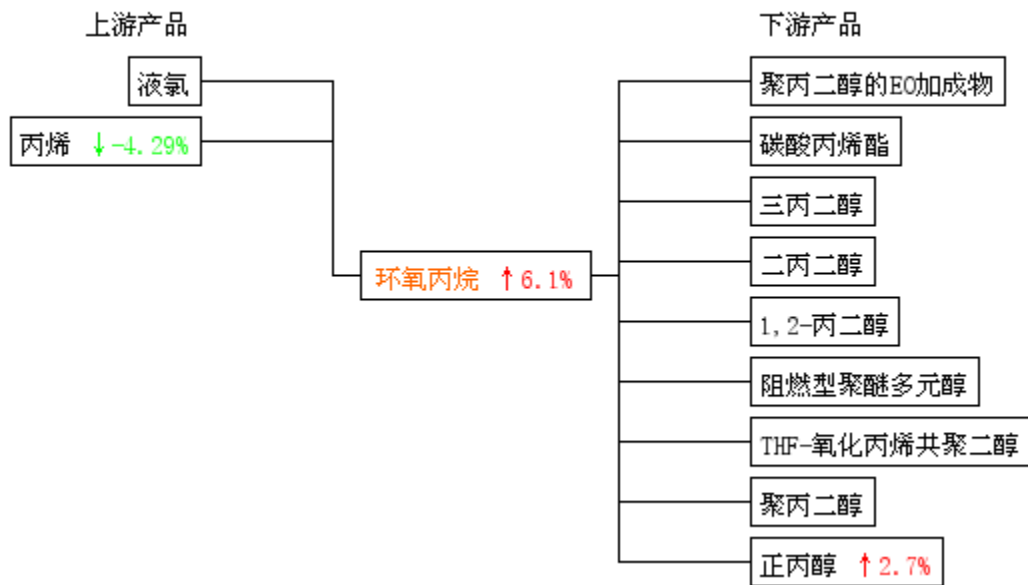 上游产品
下游产品
液氯
丙烯 ↓-4.29%
环氧丙烷 ↑6.1%
聚丙二醇的EO加成物
碳酸丙烯酯
三丙二醇
二丙二醇
1,2-丙二醇
阻燃型聚醚多元醇
THF-氧化丙烯共聚二醇
聚丙二醇
正丙醇 ↑2.7%